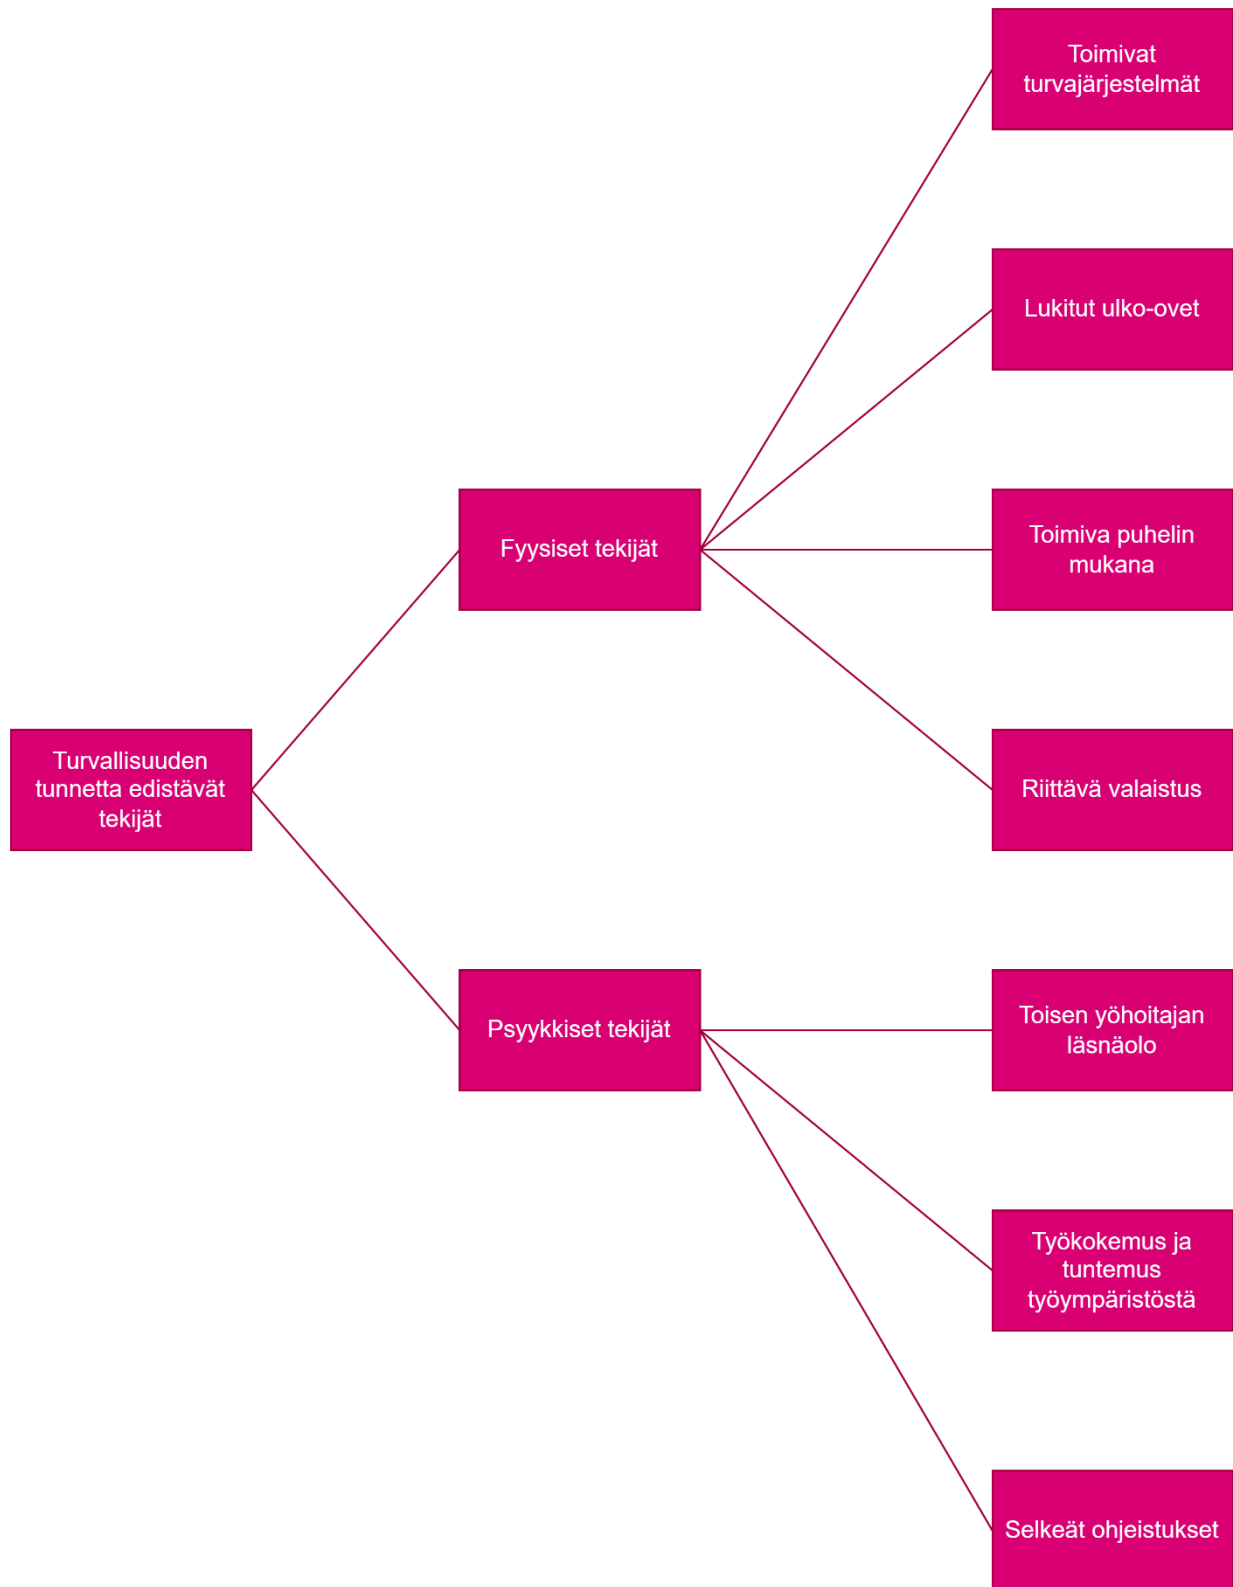 Toimivat
turvajärjestelmät
Lukitut ulko-ovet
Fyysiset tekijät
Toimiva puhelin
mukana
Turvallisuuden
tunnetta edistävät
tekijät
Riittävä valaistus
Psyykkiset tekijät
Toisen yöhoitajan
läsnäolo
Työkokemus ja
tuntemus
työympäristöstä
Selkeät ohjeistukset